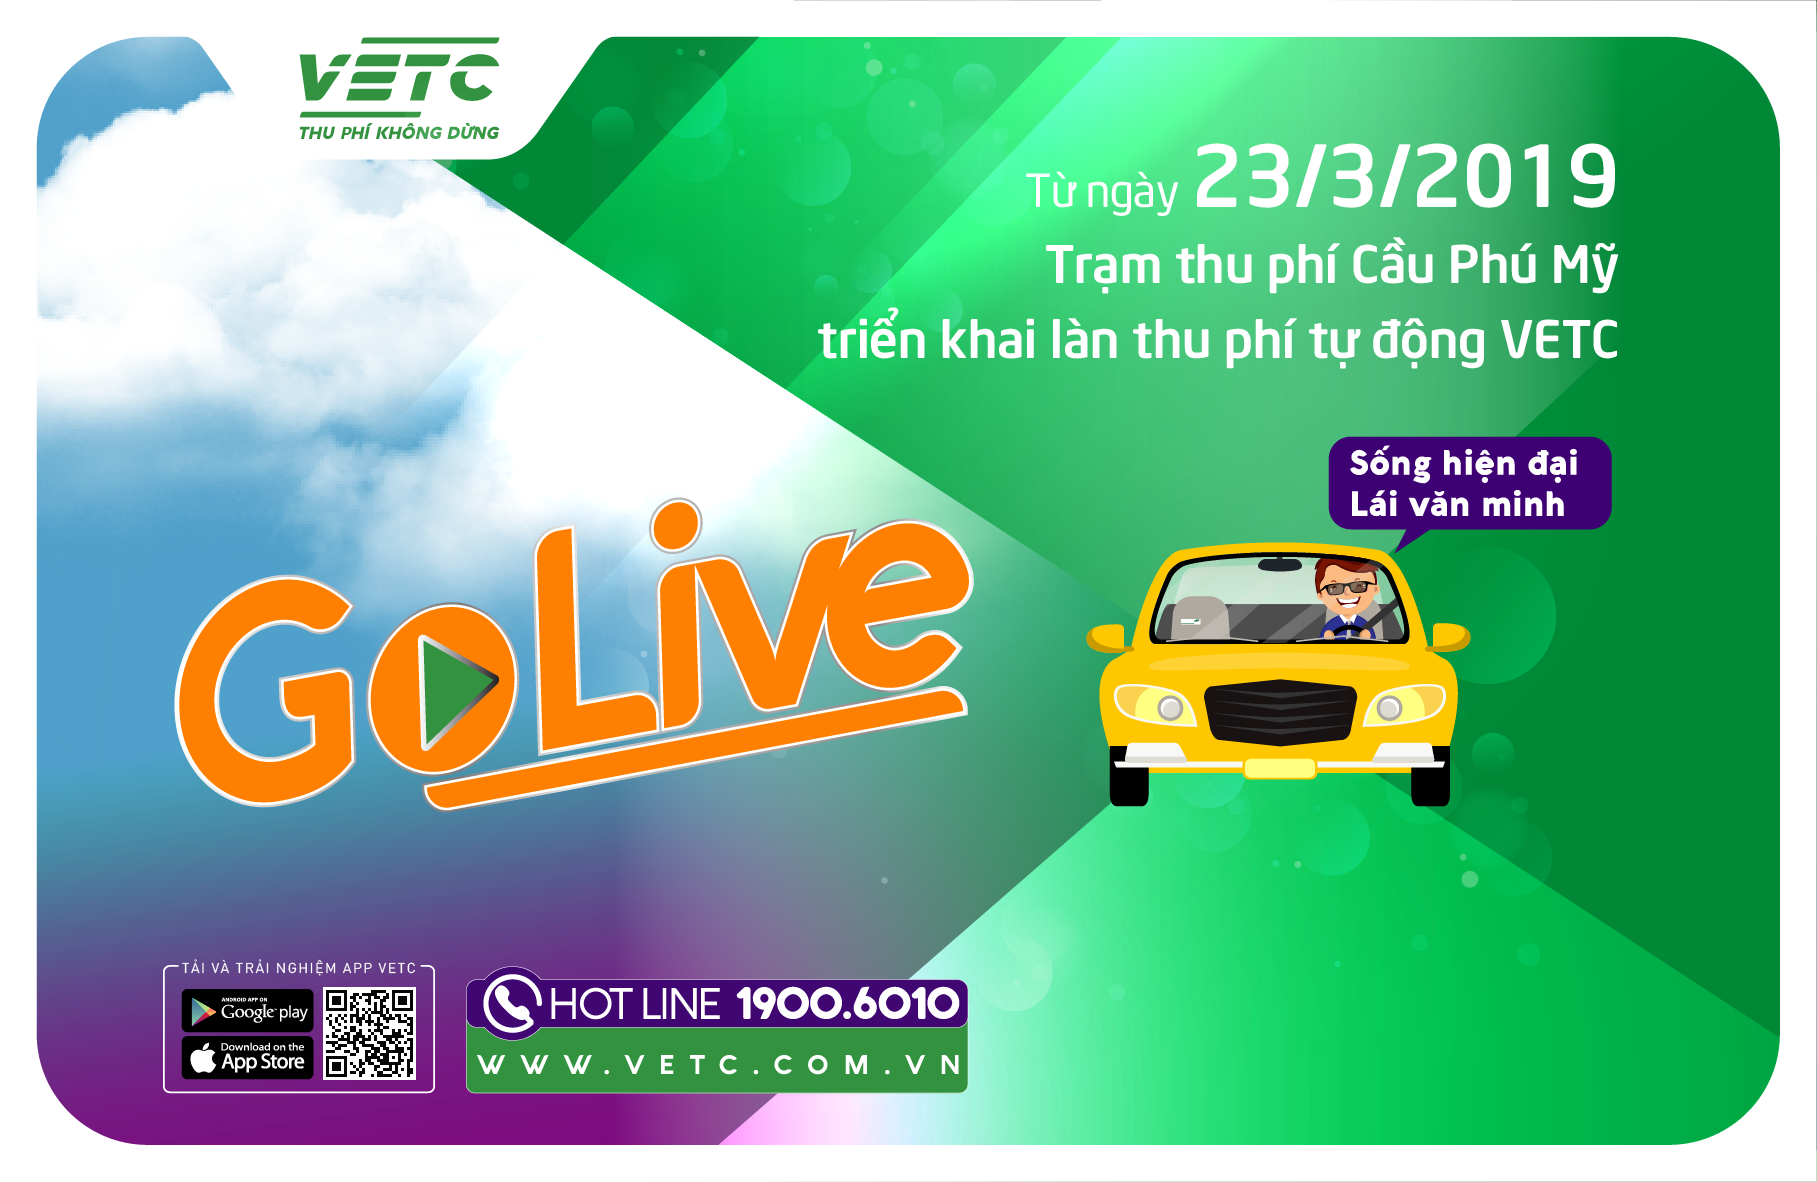 VETC
THU PHÍ KHÔNG DỪNG
Từ ngày 23/3/2019
Trạm thu phí Cầu Phú Mỹ
triển khai làn thu phí tự động VETC
Sống hiện đại
Lái văn minh
GoLive
TẢI VÀ TRẢI NGHIỆM APP VETC
ANDROID APP ON
Google play
Download on the
App Store
HOT LINE 1900.6010
WWW.VETC.COM.VN